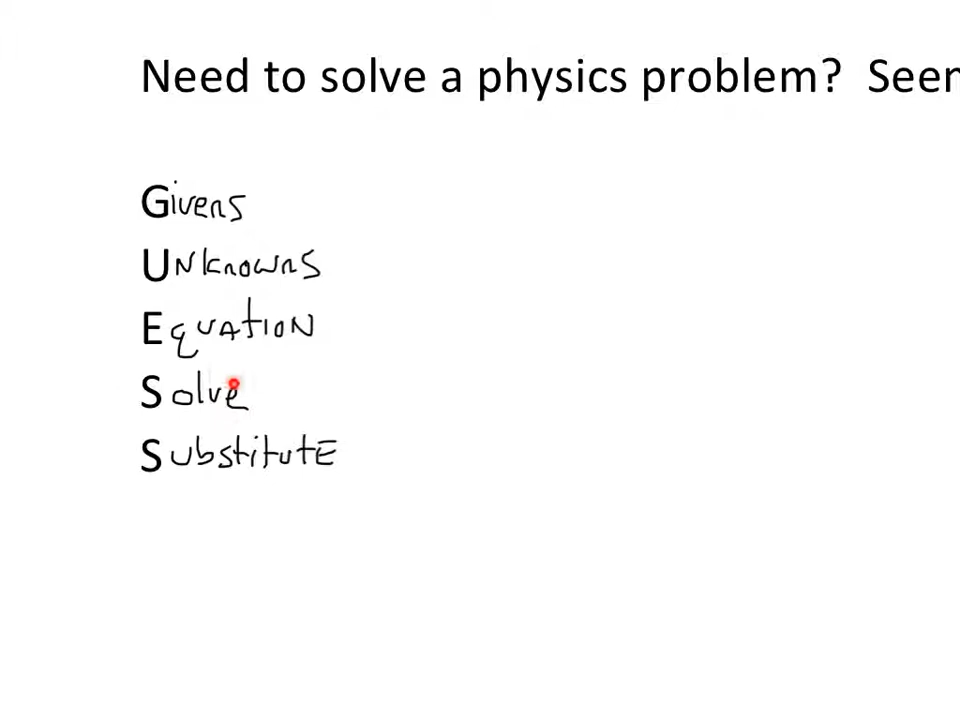 Need to solve a physics problem? Seem
Givens
Unknowns
Equation
Solve
Substitute